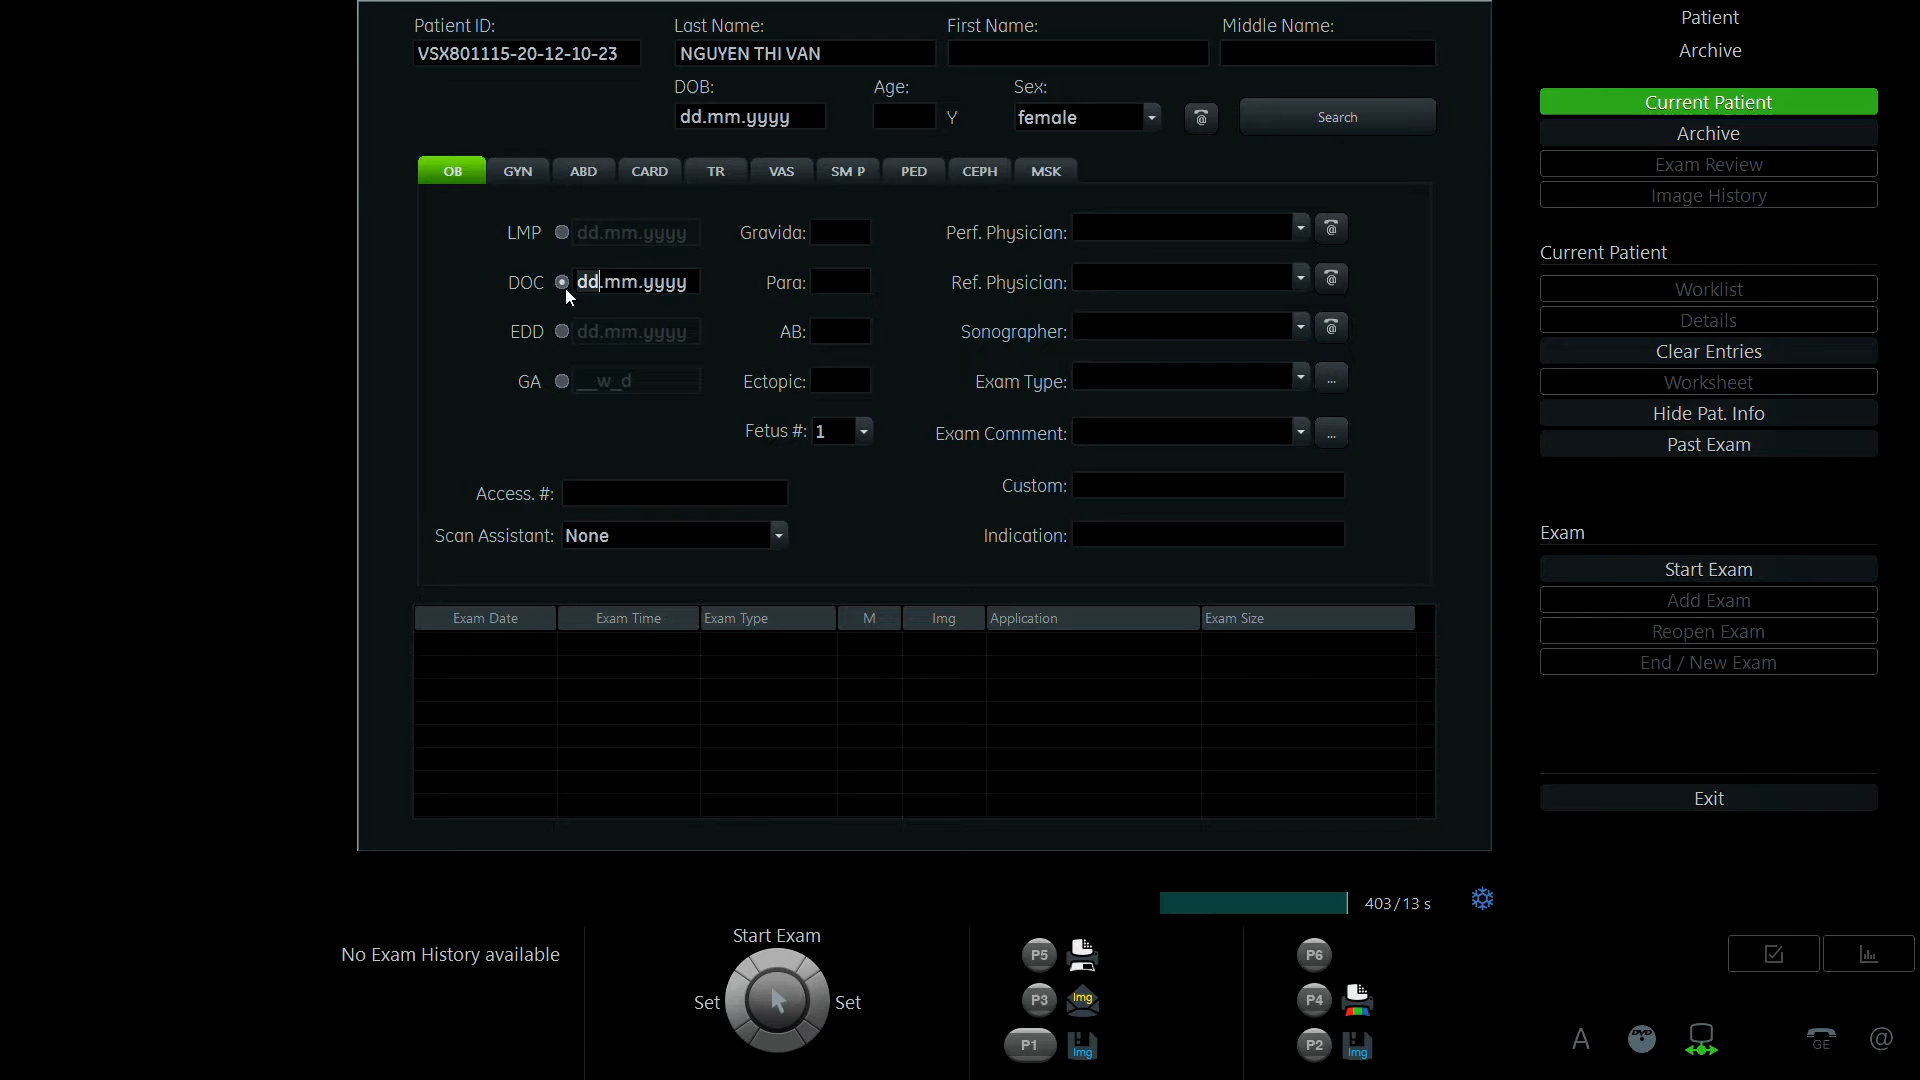 Patient ID: Last Name: First Name: Middle Name:
VSX801115-20-12-10-23 NGUYEN THI VAN
DOB: Age: Sex:
dd.mm.yyyy Y female @ Search
OB GYN ABD CARD TR VAS SM P PED CEPH MSK
LMP dd.mm.yyyy Gravida: Perf. Physician: @
DOC dd.mm.yyyy Para: Ref. Physician: @
EDD dd.mm.yyyy AB: Sonographer: @
GA __w_d Ectopic: Exam Type: ...
Fetus #: 1 Exam Comment: ...
Access. #: Custom:
Scan Assistant: None Indication:
Exam Date Exam Time Exam Type M Img Application Exam Size
403/13 s
No Exam History available
Start Exam
Set Set
P5 P6
P3 Img P4
P1 Img P2 Img
Patient
Archive
Current Patient
Archive
Exam Review
Image History
Current Patient
Worklist
Details
Clear Entries
Worksheet
Hide Pat. Info
Past Exam
Exam
Start Exam
Add Exam
Reopen Exam
End / New Exam
Exit
A DVD GE @